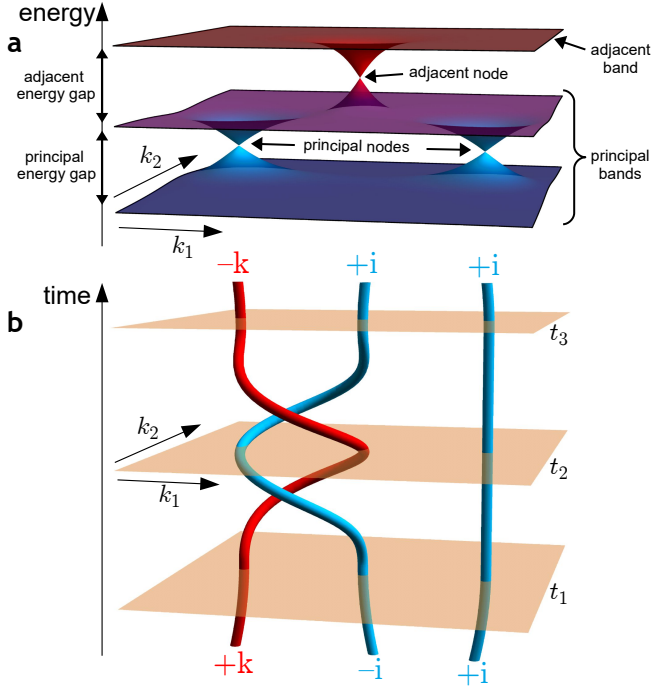 energy
a
adjacent
band
adjacent
energy gap
adjacent node
principal
energy gap
k₂
principal nodes
principal
bands
k₁
–k
+i
+i
time
b
t₃
k₂
k₁
t₂
t₁
+k
–i
+i